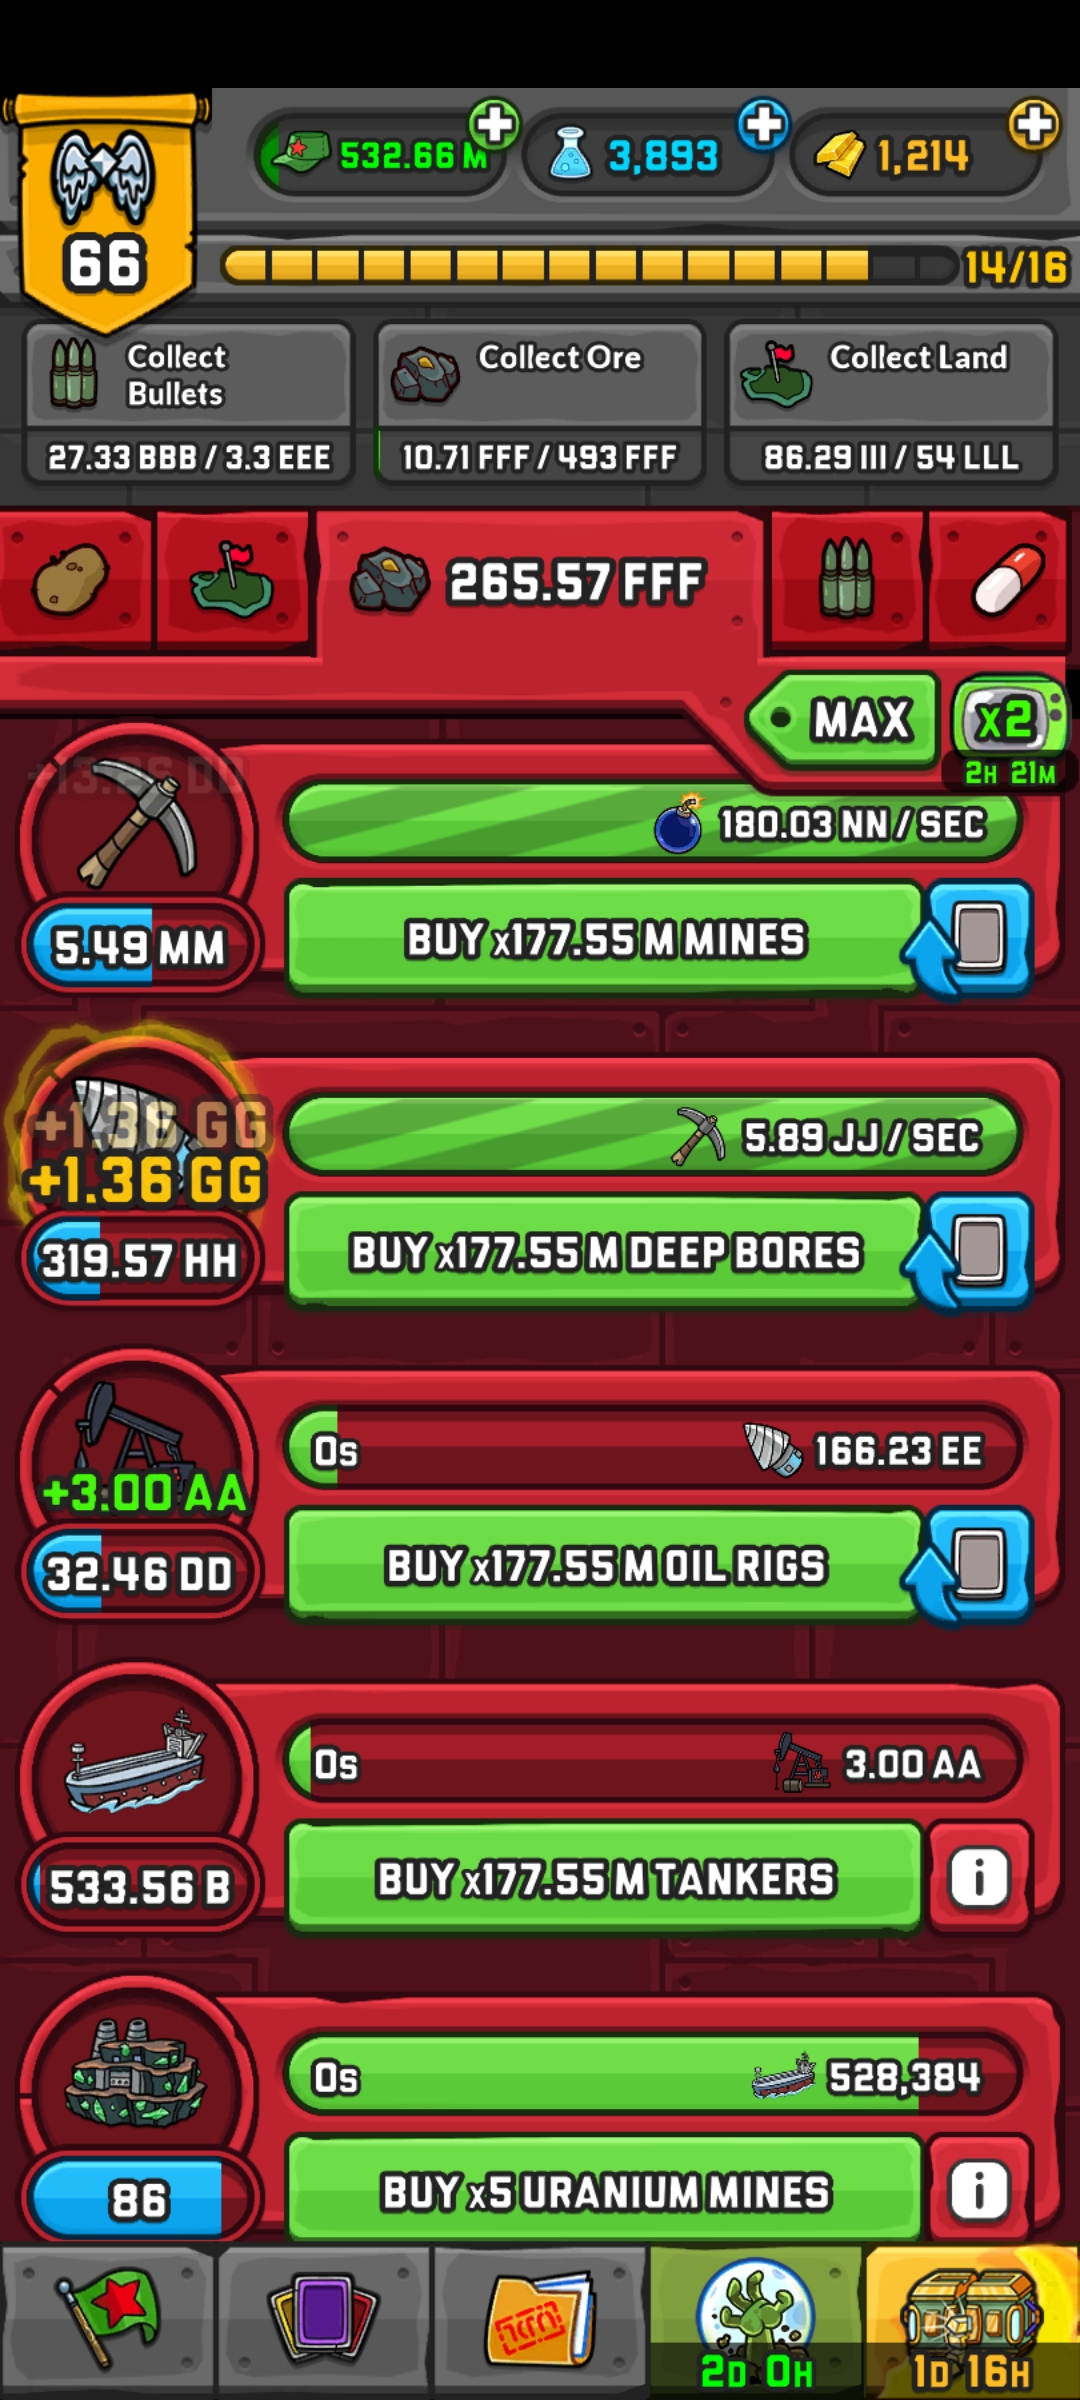 532.66 M
3,893
1,214
66
14/16
Collect
Bullets
27.33 BBB / 3.3 EEE
Collect Ore
10.71 FFF / 493 FFF
Collect Land
86.29 III / 54 LLL
265.57 FFF
MAX
x2
2H 21M
+13.26 DD
180.03 NN / SEC
5.49 MM
BUY x177.55 M MINES
+1.36 GG
+1.36 GG
5.89 JJ / SEC
319.57 HH
BUY x177.55 M DEEP BORES
+3.00 AA
0s
166.23 EE
32.46 DD
BUY x177.55 M OIL RIGS
0s
3.00 AA
533.56 B
BUY x177.55 M TANKERS
i
0s
528,384
86
BUY x5 URANIUM MINES
i
2D 0H
1D 16H